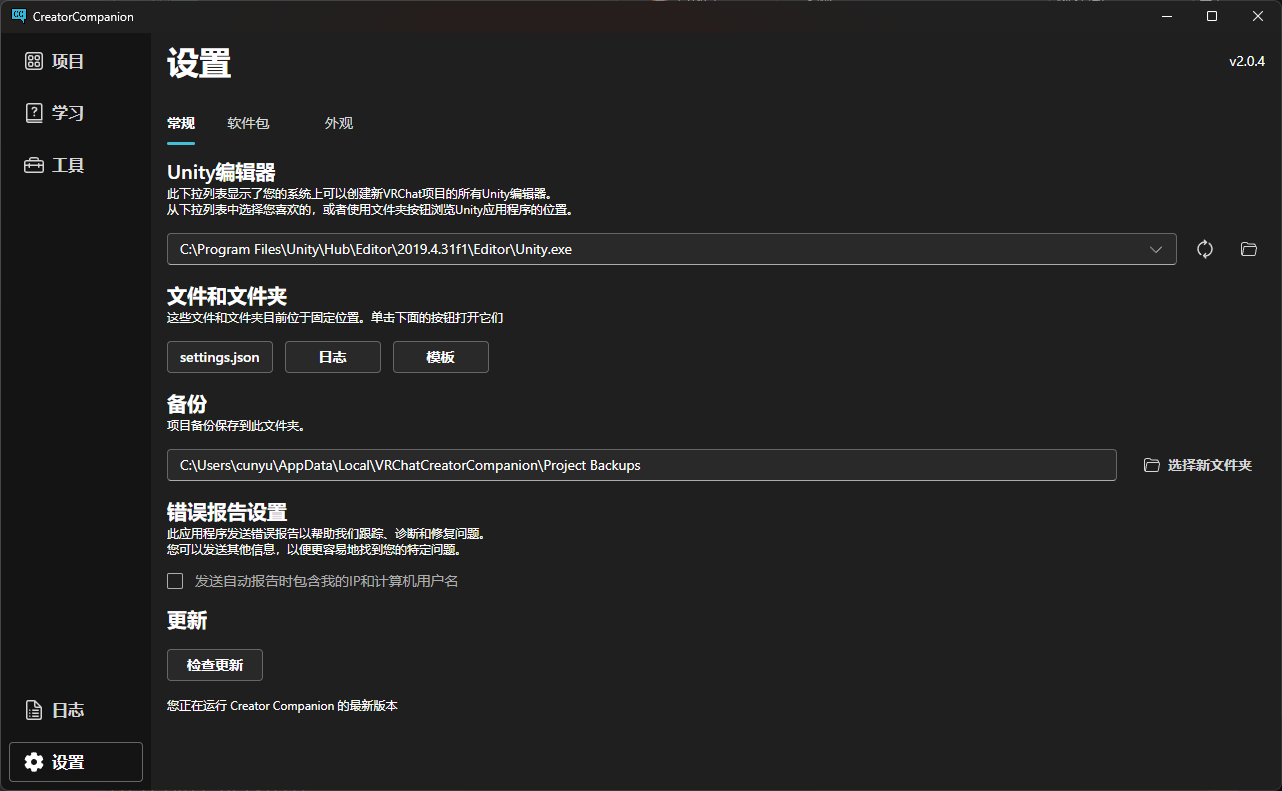 CreatorCompanion
项目
学习
工具
日志
设置
设置
v2.0.4
常规
软件包
外观
Unity编辑器
此下拉列表显示了您的系统上可以创建新VRChat项目的所有Unity编辑器。
从下拉列表中选择您喜欢的，或者使用文件夹按钮浏览Unity应用程序的位置。
C:\Program Files\Unity\Hub\Editor\2019.4.31f1\Editor\Unity.exe
文件和文件夹
这些文件和文件夹目前位于固定位置。单击下面的按钮打开它们
settings.json
日志
模板
备份
项目备份保存到此文件夹。
C:\Users\cunyu\AppData\Local\VRChatCreatorCompanion\Project Backups
选择新文件夹
错误报告设置
此应用程序发送错误报告以帮助我们跟踪、诊断和修复问题。
您可以发送其他信息，以便更容易地找到您的特定问题。
发送自动报告时包含我的IP和计算机用户名
更新
检查更新
您正在运行 Creator Companion 的最新版本